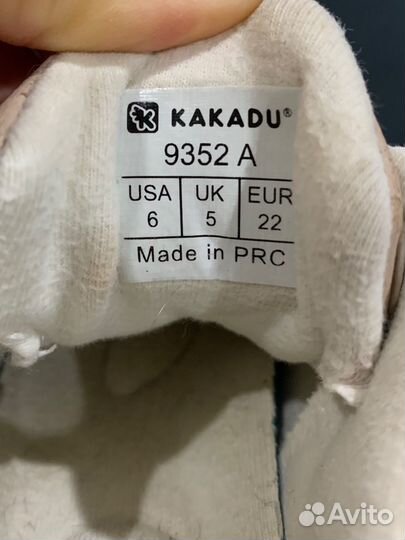 KAKADU®
9352 A
USA UK EUR
6 5 22
Made in PRC
Avito